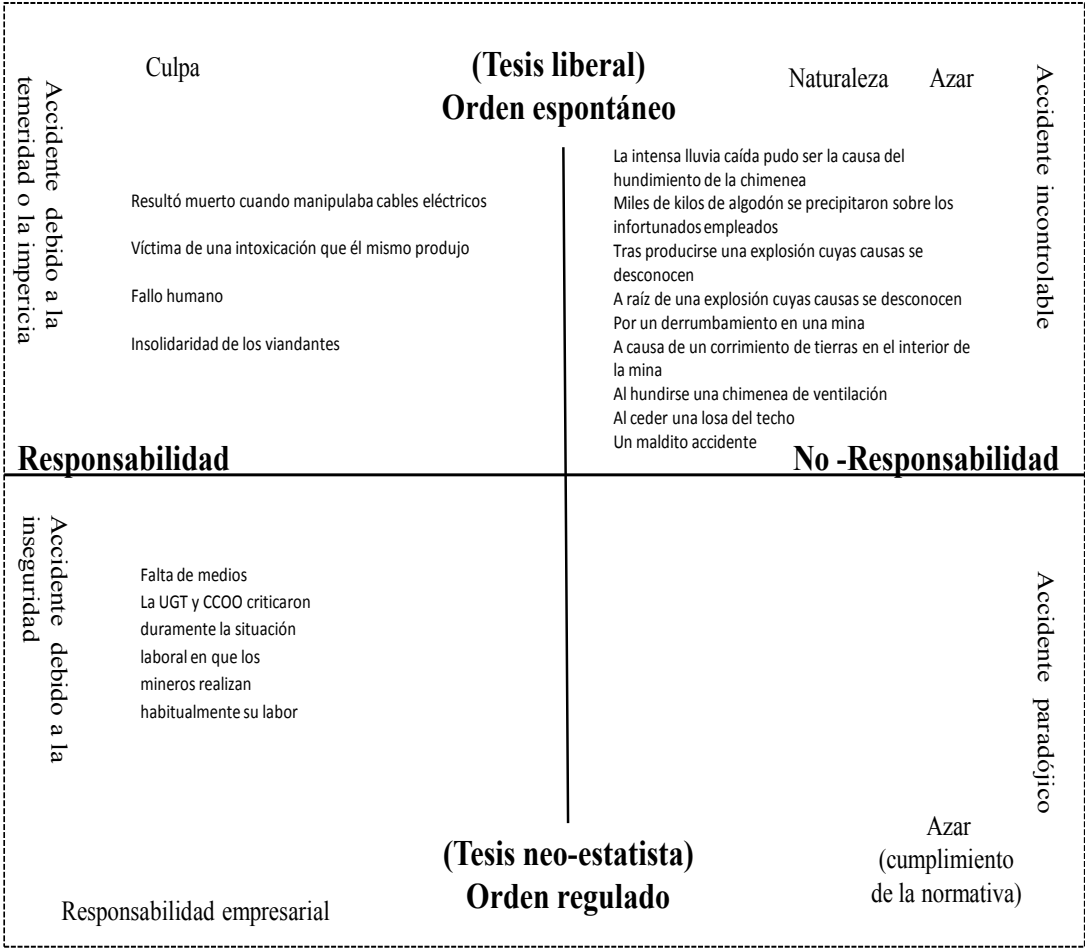 Culpa
(Tesis liberal)
Orden espontáneo
Naturaleza Azar
Accidente debido a la
temeridad o la impericia
Resultó muerto cuando manipulaba cables eléctricos
Víctima de una intoxicación que él mismo produjo
Fallo humano
Insolidaridad de los viandantes
La intensa lluvia caída pudo ser la causa del
hundimiento de la chimenea
Miles de kilos de algodón se precipitaron sobre los
infortunados empleados
Tras producirse una explosión cuyas causas se
desconocen
A raíz de una explosión cuyas causas se desconocen
Por un derrumbamiento en una mina
A causa de un corrimiento de tierras en el interior de
la mina
Al hundirse una chimenea de ventilación
Al ceder una losa del techo
Un maldito accidente
Accidente incontrolable
Responsabilidad
No -Responsabilidad
Accidente debido a la
inseguridad
Falta de medios
La UGT y CCOO criticaron
duramente la situación
laboral en que los
mineros realizan
habitualmente su labor
Accidente paradójico
Azar
(cumplimiento
de la normativa)
(Tesis neo-estatista)
Orden regulado
Responsabilidad empresarial